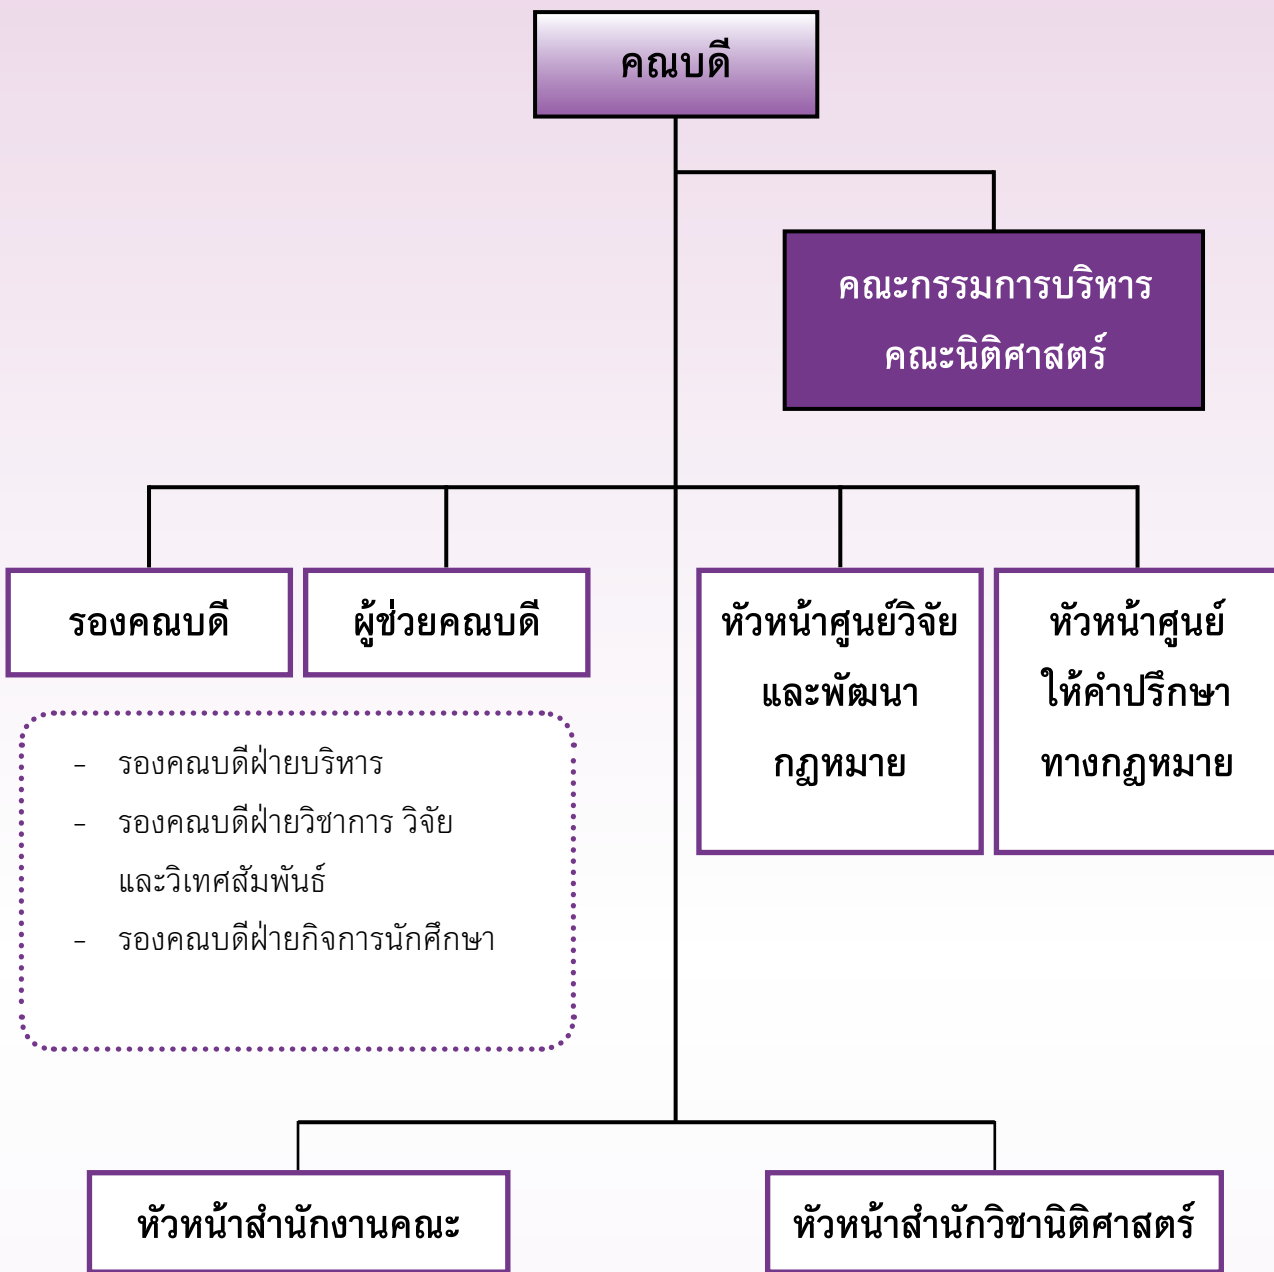 คณบดี
คณะกรรมการบริหาร
คณะนิติศาสตร์
รองคณบดี
ผู้ช่วยคณบดี
หัวหน้าศูนย์วิจัย
และพัฒนา
กฎหมาย
หัวหน้าศูนย์
ให้คำปรึกษา
ทางกฎหมาย
- รองคณบดีฝ่ายบริหาร
- รองคณบดีฝ่ายวิชาการ วิจัย
และวิเทศสัมพันธ์
- รองคณบดีฝ่ายกิจการนักศึกษา
หัวหน้าสำนักงานคณะ
หัวหน้าสำนักวิชานิติศาสตร์